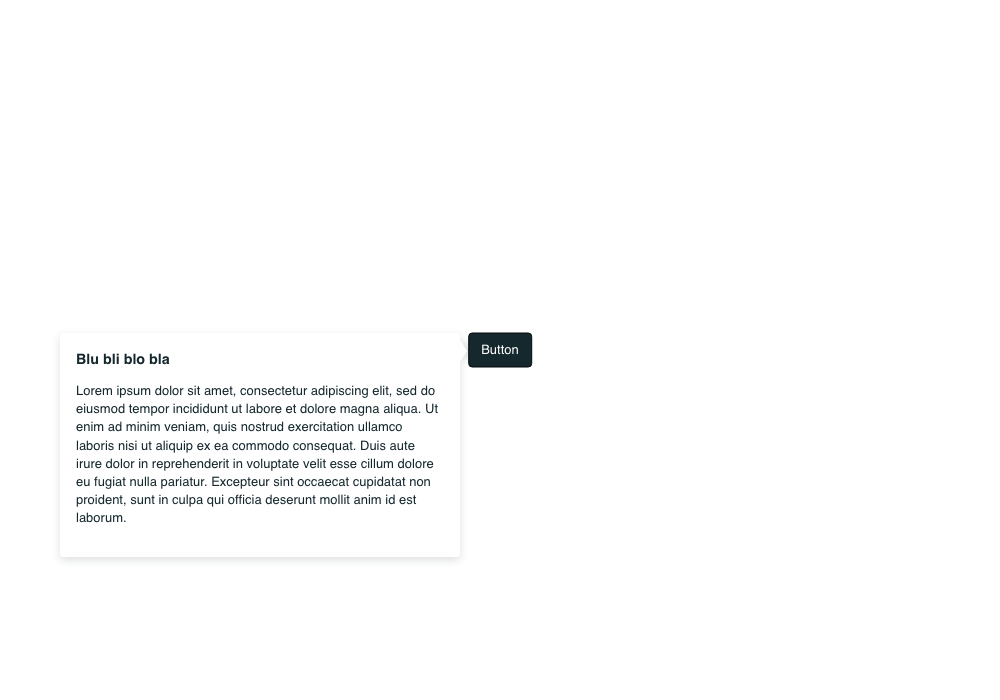 Blu bli blo bla
Button
Lorem ipsum dolor sit amet, consectetur adipiscing elit, sed do
eiusmod tempor incididunt ut labore et dolore magna aliqua. Ut
enim ad minim veniam, quis nostrud exercitation ullamco
laboris nisi ut aliquip ex ea commodo consequat. Duis aute
irure dolor in reprehenderit in voluptate velit esse cillum dolore
eu fugiat nulla pariatur. Excepteur sint occaecat cupidatat non
proident, sunt in culpa qui officia deserunt mollit anim id est
laborum.